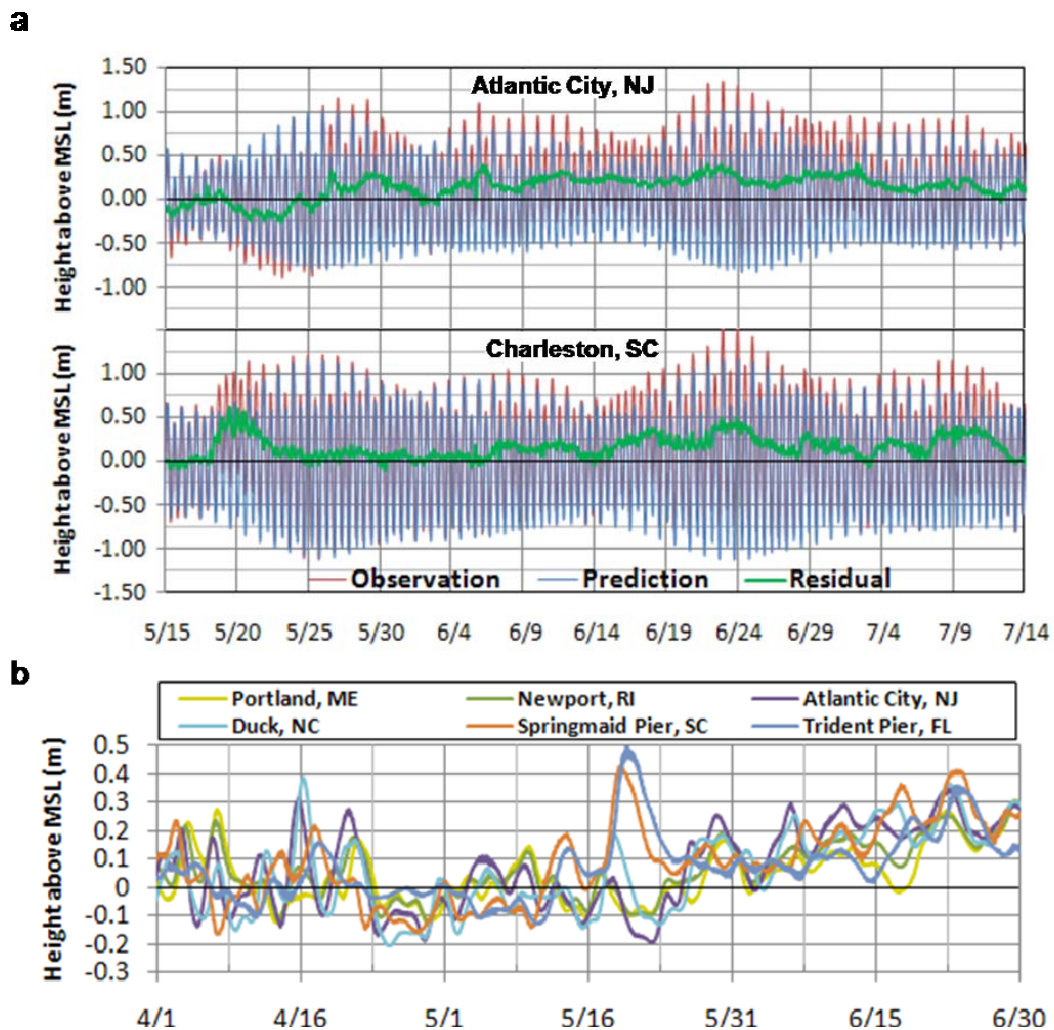 a
1.50
Atlantic City, NJ
1.00
0.50
0.00
-0.50
-1.00
Height above MSL (m)
Charleston, SC
1.00
0.50
0.00
-0.50
-1.00
-1.50
Height above MSL (m)
Observation Prediction Residual
5/15 5/20 5/25 5/30 6/4 6/9 6/14 6/19 6/24 6/29 7/4 7/9 7/14
b
Portland, ME Newport, RI Atlantic City, NJ
Duck, NC Springmaid Pier, SC Trident Pier, FL
0.5
0.4
0.3
0.2
0.1
0
-0.1
-0.2
-0.3
Height above MSL (m)
4/1 4/16 5/1 5/16 5/31 6/15 6/30